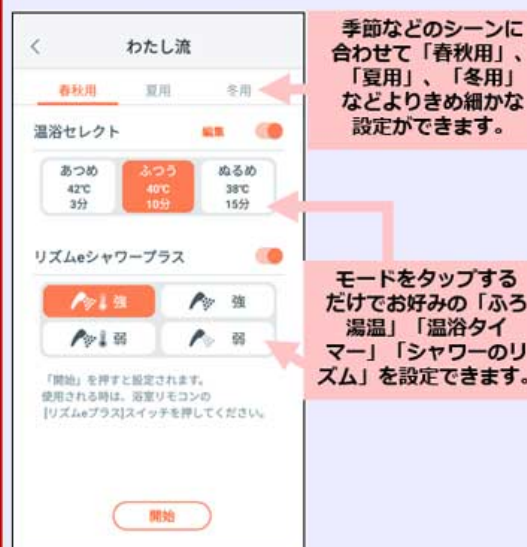 わたし流
春秋用 夏用 冬用
温浴セレクト 編集
あつめ ふつう ぬるめ
42℃ 40℃ 38℃
3分 10分 15分
リズムeシャワープラス
強 強
弱 弱
「開始」を押すと設定されます。
使用される時は、浴室リモコンの
[リズムeプラス]スイッチを押してください。
開始
季節などのシーンに
合わせて「春秋用」、
「夏用」、「冬用」
などよりきめ細かな
設定ができます。
モードをタップする
だけでお好みの「ふろ
湯温」「温浴タイ
マー」「シャワーのリ
ズム」を設定できます。